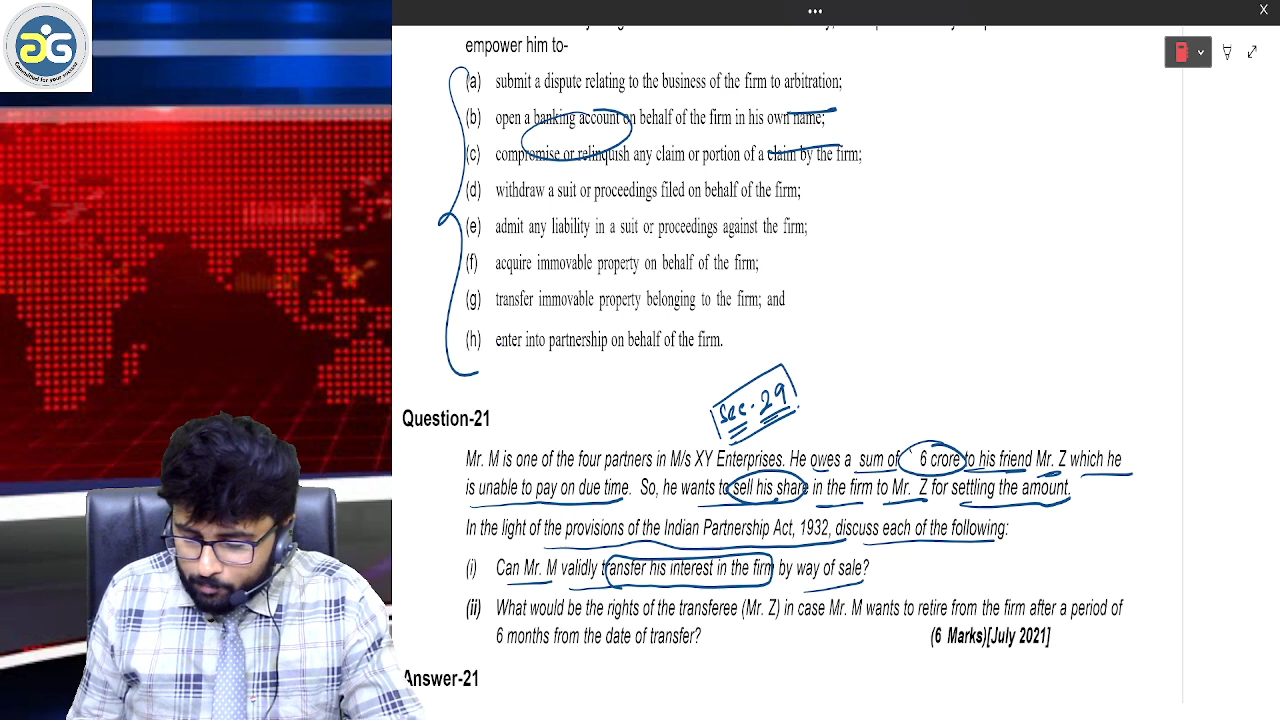 empower him to-
(a) submit a dispute relating to the business of the firm to arbitration;
(b) open a banking account on behalf of the firm in his own name;
(c) compromise or relinquish any claim or portion of a claim by the firm;
(d) withdraw a suit or proceedings filed on behalf of the firm;
(e) admit any liability in a suit or proceedings against the firm;
(f) acquire immovable property on behalf of the firm;
(g) transfer immovable property belonging to the firm; and
(h) enter into partnership on behalf of the firm.
Sec. 29
Question-21
Mr. M is one of the four partners in M/s XY Enterprises. He owes a sum of 6 crore to his friend Mr. Z which he
is unable to pay on due time. So, he wants to sell his share in the firm to Mr. Z for settling the amount.
In the light of the provisions of the Indian Partnership Act, 1932, discuss each of the following:
(i) Can Mr. M validly transfer his interest in the firm by way of sale?
(ii) What would be the rights of the transferee (Mr. Z) in case Mr. M wants to retire from the firm after a period of
6 months from the date of transfer? (6 Marks)[July 2021]
Answer-21